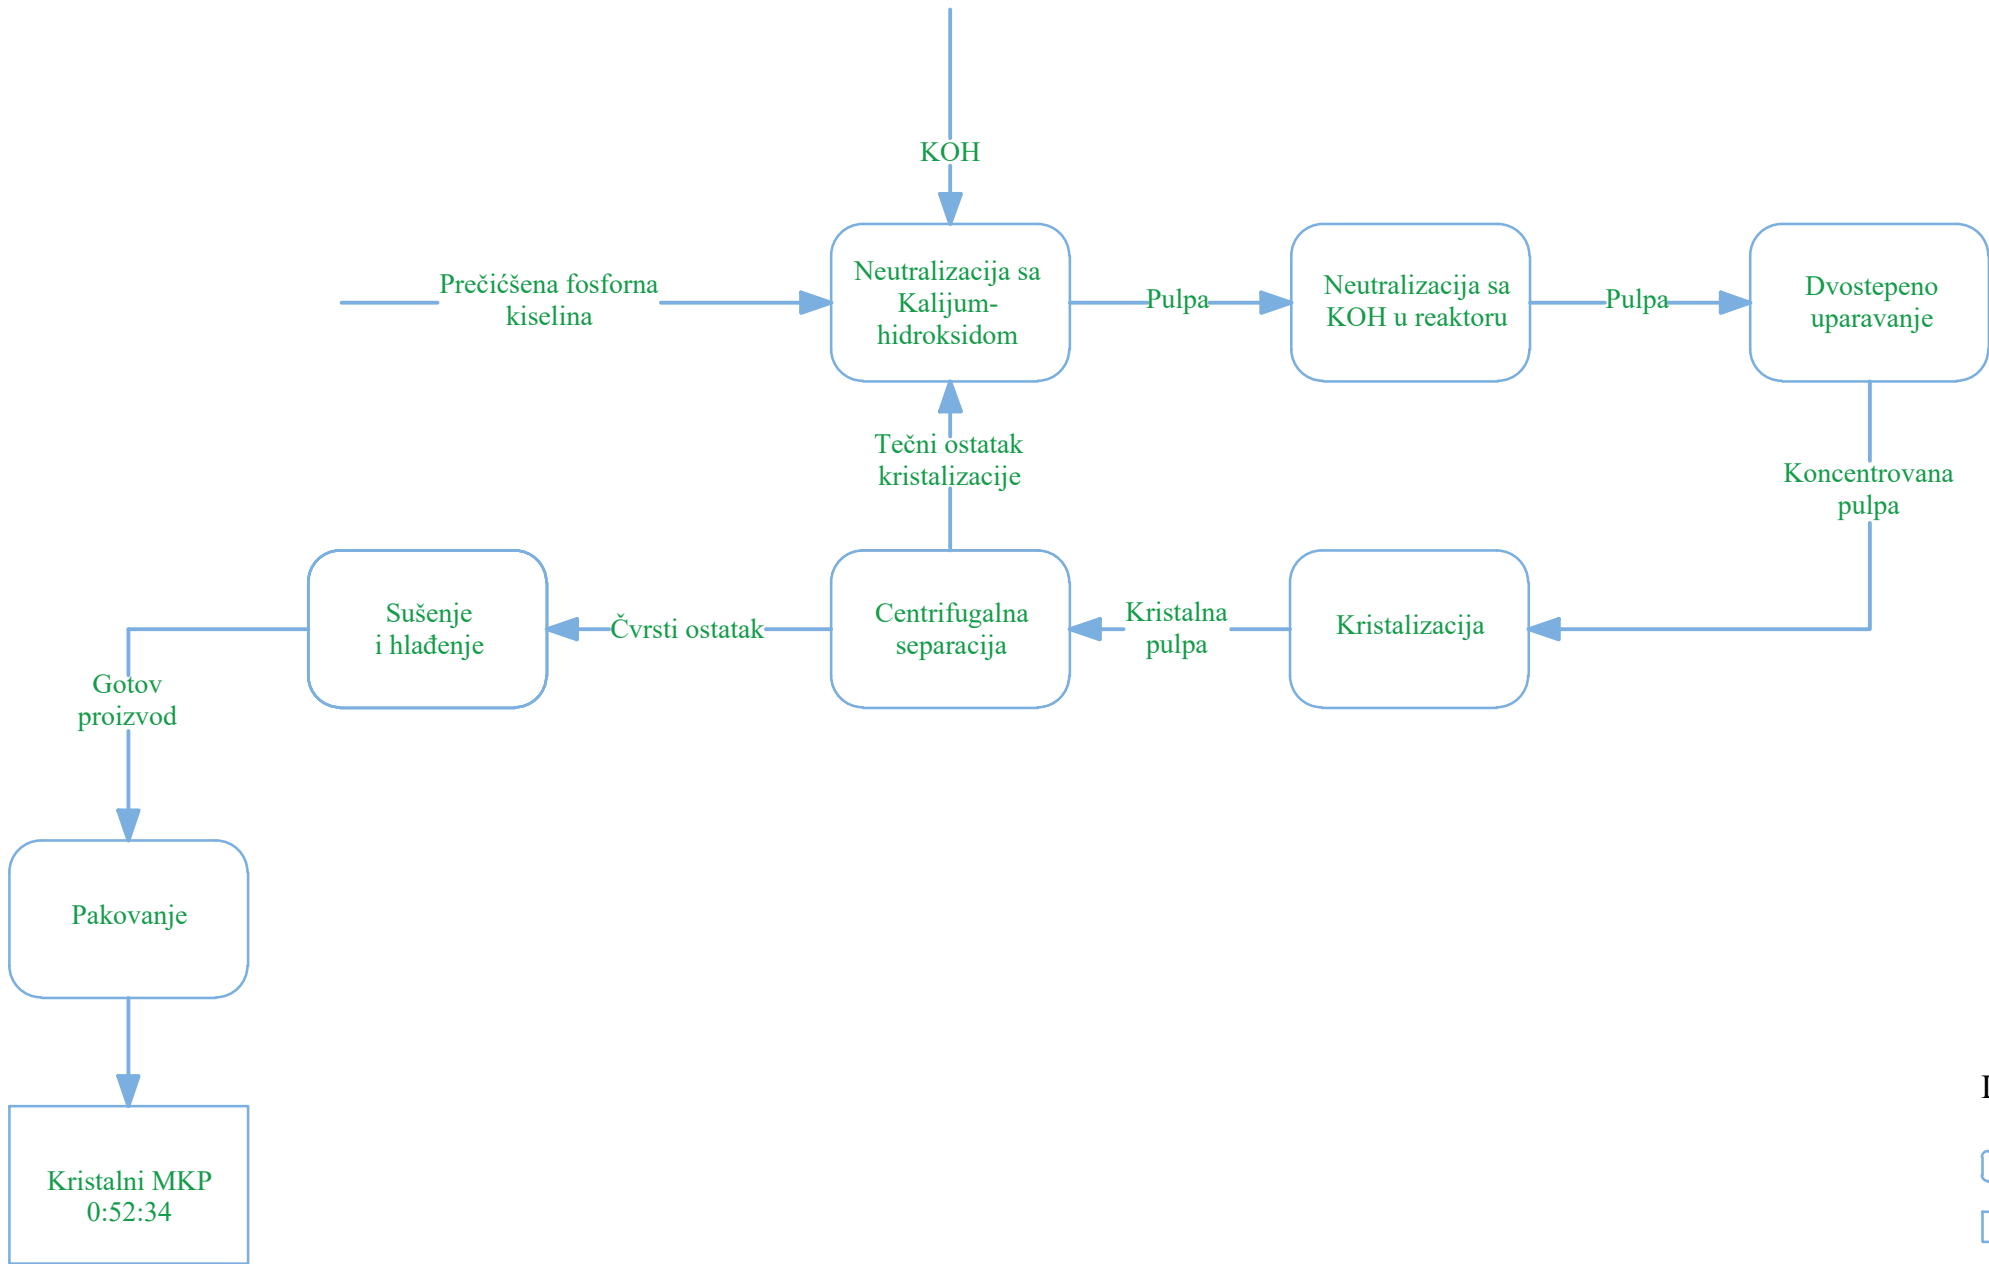 KOH
Prečićšena fosforna
kiselina
Neutralizacija sa
Kalijum-
hidroksidom
Pulpa
Neutralizacija sa
KOH u reaktoru
Pulpa
Dvostepeno
uparavanje
Tečni ostatak
kristalizacije
Koncentrovana
pulpa
Sušenje
i hlađenje
Čvrsti ostatak
Centrifugalna
separacija
Kristalna
pulpa
Kristalizacija
Gotov
proizvod
Pakovanje
Kristalni MKP
0:52:34